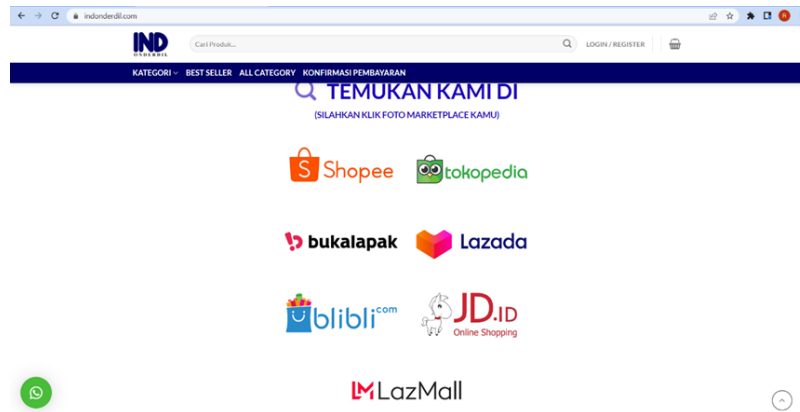 indonderdil.com
R
IND
ONDERDIL
Cari Produk...
LOGIN / REGISTER
KATEGORI BEST SELLER ALL CATEGORY KONFIRMASI PEMBAYARAN
TEMUKAN KAMI DI
(SILAHKAN KLIK FOTO MARKETPLACE KAMU)
S Shopee tokopedia
bukalapak Lazada
blibli.com JD.ID
Online Shopping
LM LazMall